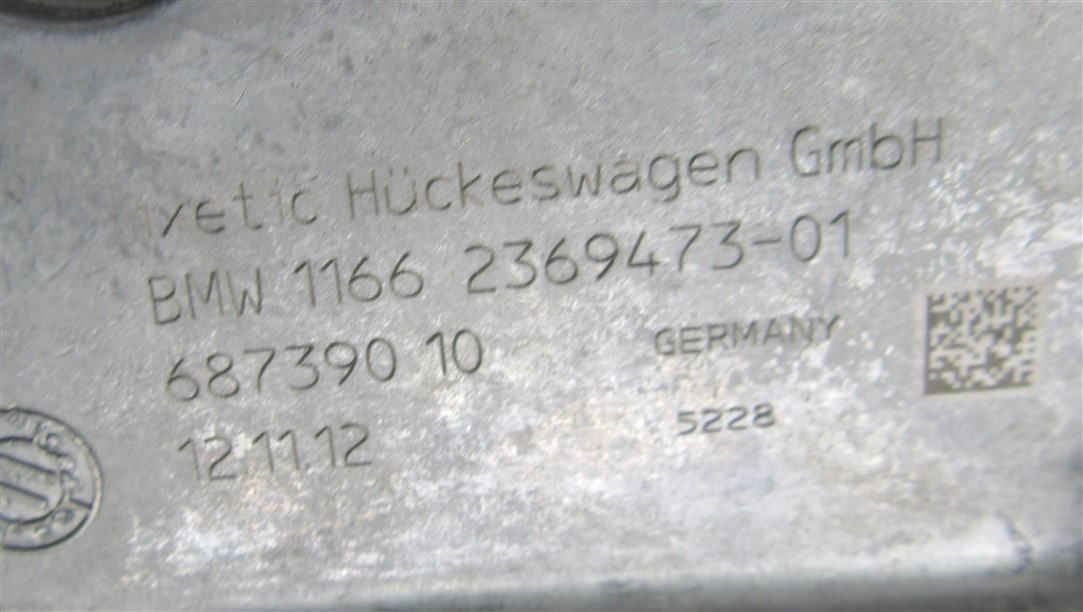 Hückeswagen GmbH
BMW 1166 2369473-01
687390 10 GERMANY
12.11.12 5228